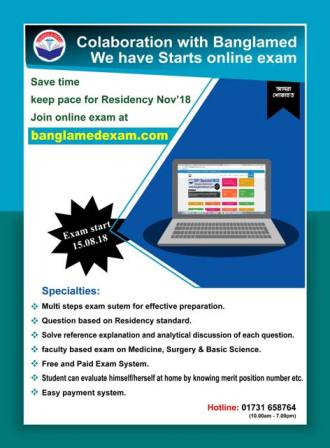 Colaboration with Banglamed
We have Starts online exam
Save time
keep pace for Residency Nov'18
Join online exam at
banglamedexam.com
Exam start
15.08.18
Specialties:
Multi steps exam sutem for effective preparation.
Question based on Residency standard.
Solve reference explanation and analytical discussion of each question.
faculty based exam on Medicine, Surgery & Basic Science.
Free and Paid Exam System.
Student can evaluate himself/herself at home by knowing merit position number etc.
Easy payment system.
Hotline: 01731 658764
(10.00am - 7.00pm)